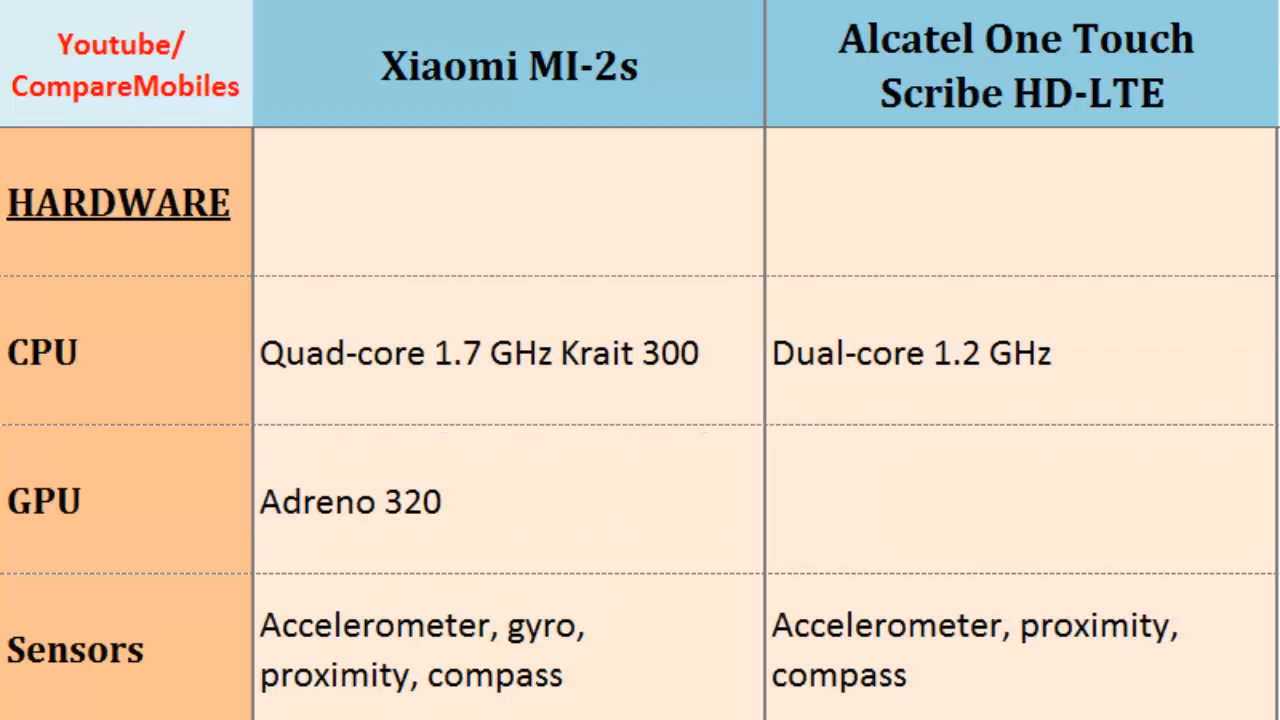 Youtube/
CompareMobiles
Xiaomi MI-2s
Alcatel One Touch
Scribe HD-LTE
HARDWARE
CPU
Quad-core 1.7 GHz Krait 300
Dual-core 1.2 GHz
GPU
Adreno 320
Sensors
Accelerometer, gyro,
proximity, compass
Accelerometer, proximity,
compass